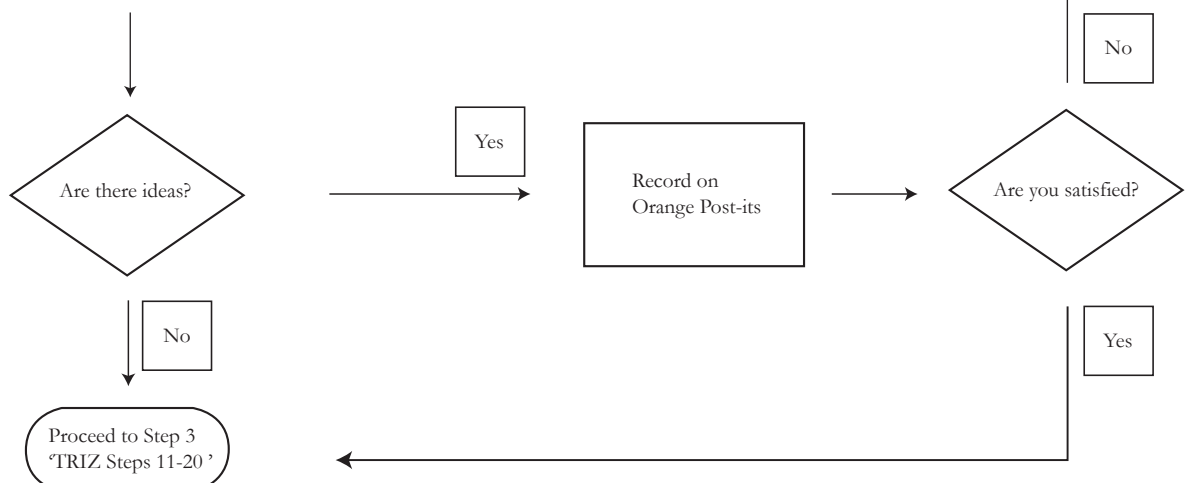 No
Yes
Are there ideas?
Record on
Orange Post-its
Are you satisfied?
No
Yes
Proceed to Step 3
‘TRIZ Steps 11-20 ’